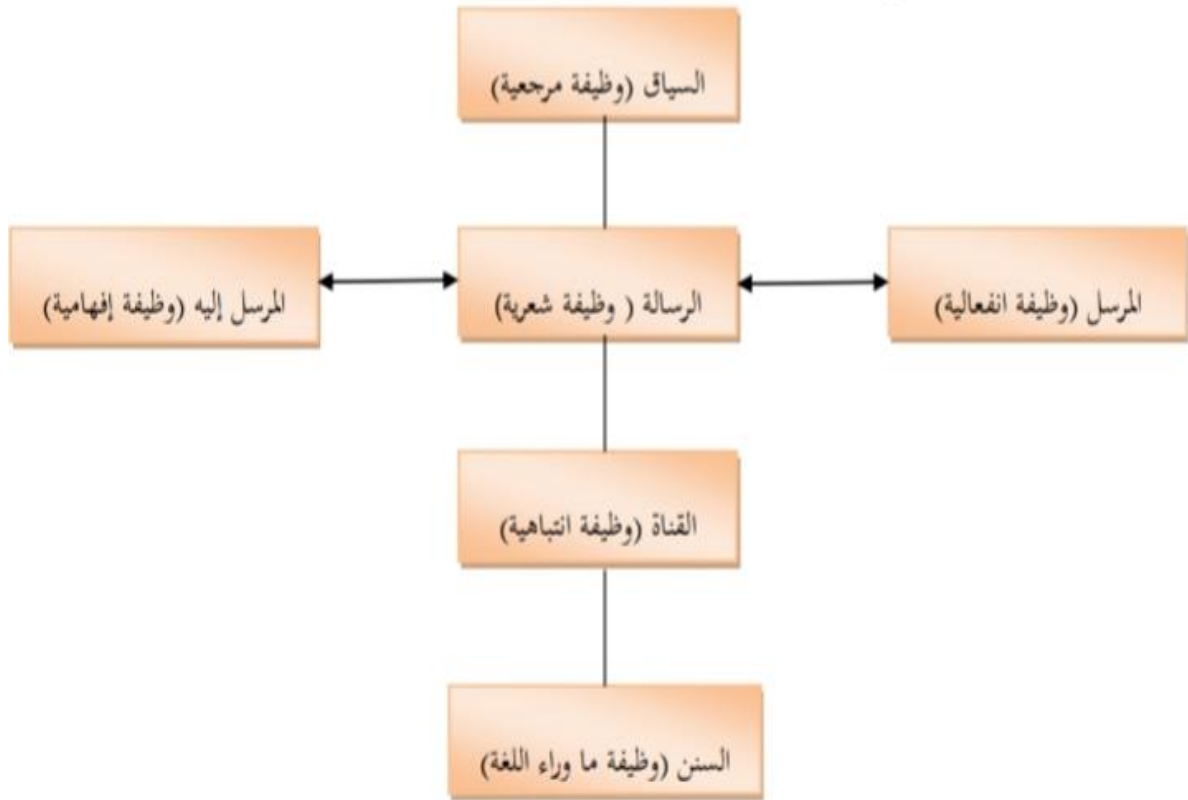 السياق (وظيفة مرجعية)
المرسل (وظيفة انفعالية)
الرسالة ( وظيفة شعرية)
المرسل إليه (وظيفة إفهامية)
القناة (وظيفة انتباهية)
السنن (وظيفة ما وراء اللغة)